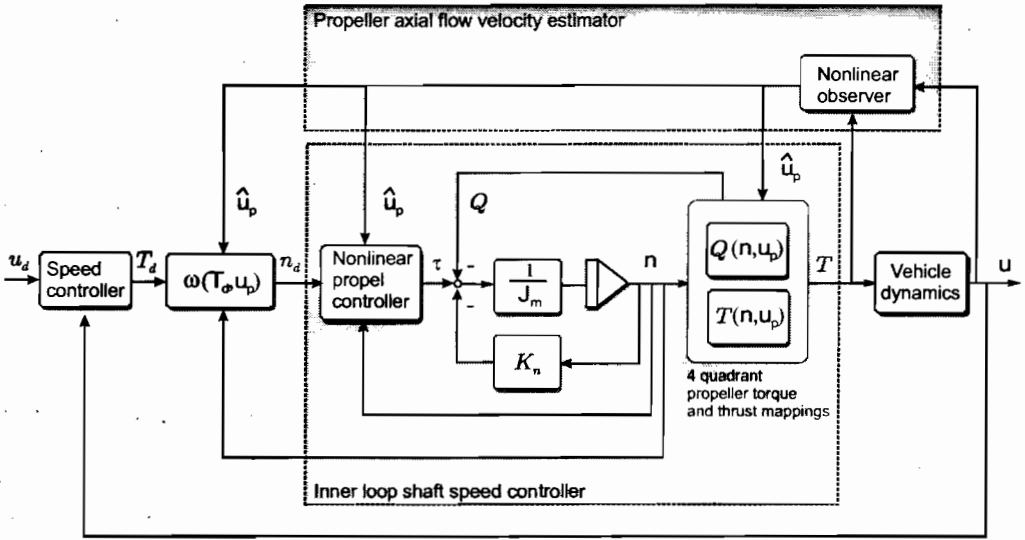 Propeller axial flow velocity estimator
Nonlinear
observer
û_p
û_p
Q
û_p
u_d
Speed
controller
T_d
ω(T_d,u_p)
n_d
Nonlinear
propel
controller
τ
-
-
1
J_m
n
K_n
Q(n,u_p)
T(n,u_p)
T
Vehicle
dynamics
u
4 quadrant
propeller torque
and thrust mappings
Inner loop shaft speed controller